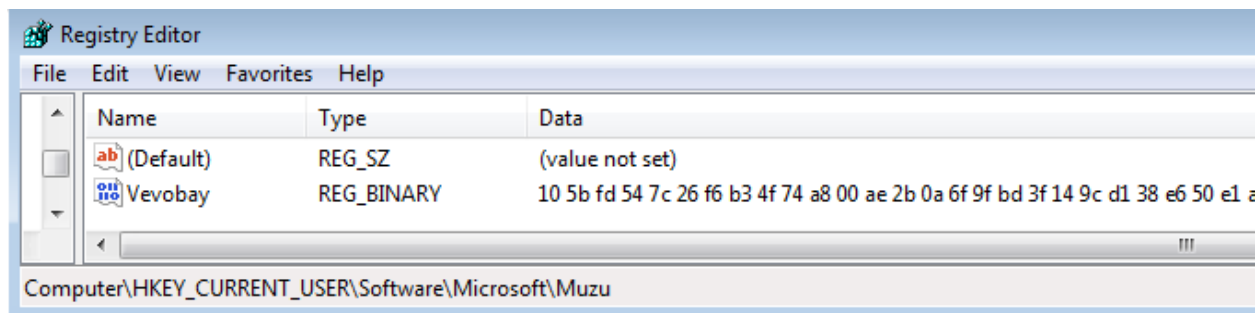 Registry Editor
File Edit View Favorites Help
Name Type Data
(Default) REG_SZ (value not set)
Vevobay REG_BINARY 10 5b fd 54 7c 26 f6 b3 4f 74 a8 00 ae 2b 0a 6f 9f bd 3f 14 9c d1 38 e6 50 e1 a
Computer\HKEY_CURRENT_USER\Software\Microsoft\Muzu